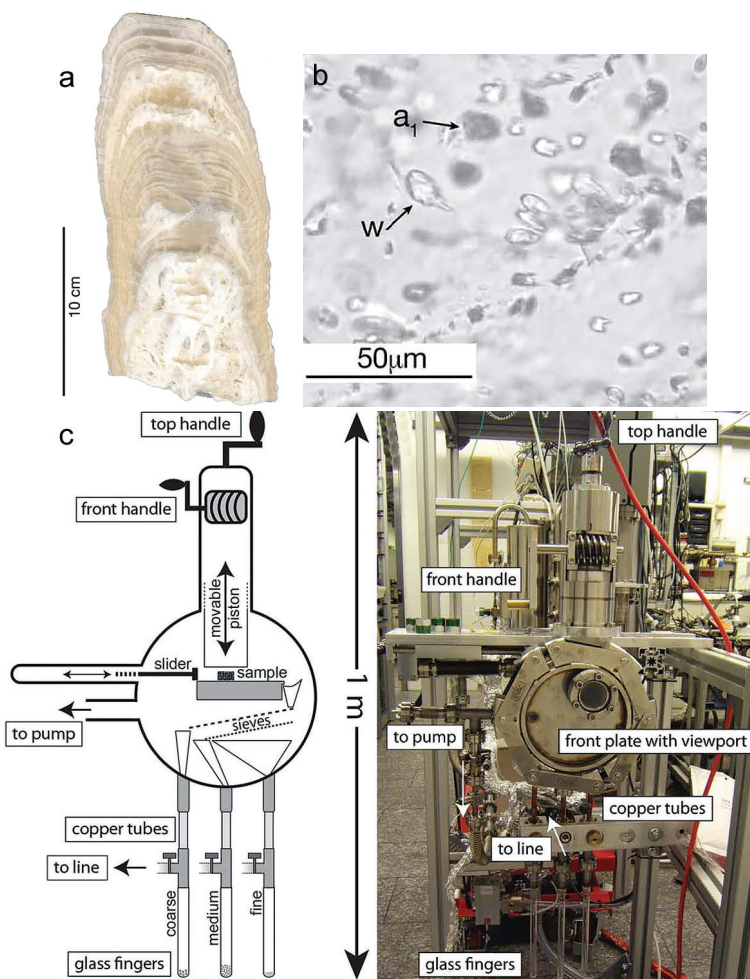 a
10 cm
b
a1
w
50μm
c
top handle
front handle
movable
piston
slider
sample
sieves
to pump
copper tubes
to line
coarse
medium
fine
glass fingers
1 m
top handle
front handle
to pump
front plate with viewport
copper tubes
to line
glass fingers